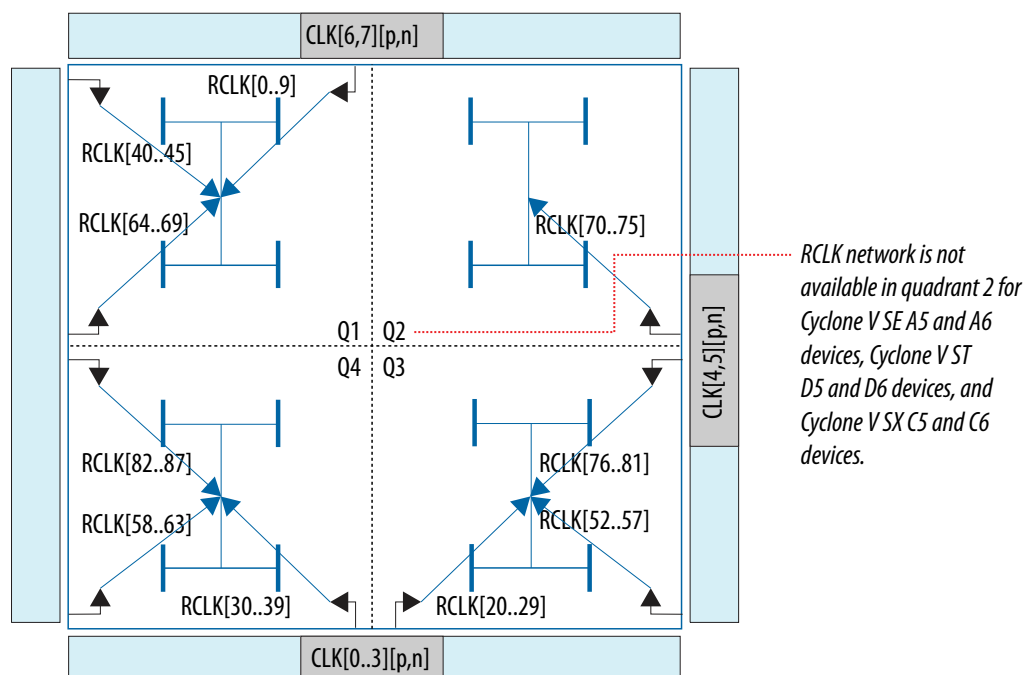 CLK[6,7][p,n]
RCLK[0..9]
RCLK[40..45]
RCLK[64..69]
RCLK[70..75]
Q1 Q2
Q4 Q3
CLK[4,5][p,n]
RCLK network is not
available in quadrant 2 for
Cyclone V SE A5 and A6
devices, Cyclone V ST
D5 and D6 devices, and
Cyclone V SX C5 and C6
devices.
RCLK[82..87]
RCLK[76..81]
RCLK[58..63]
RCLK[52..57]
RCLK[30..39]
RCLK[20..29]
CLK[0..3][p,n]